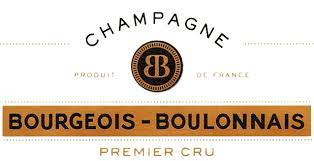 CHAMPAGNE
PRODUIT BB DE FRANCE
BOURGEOIS - BOULONNAIS
PREMIER CRU